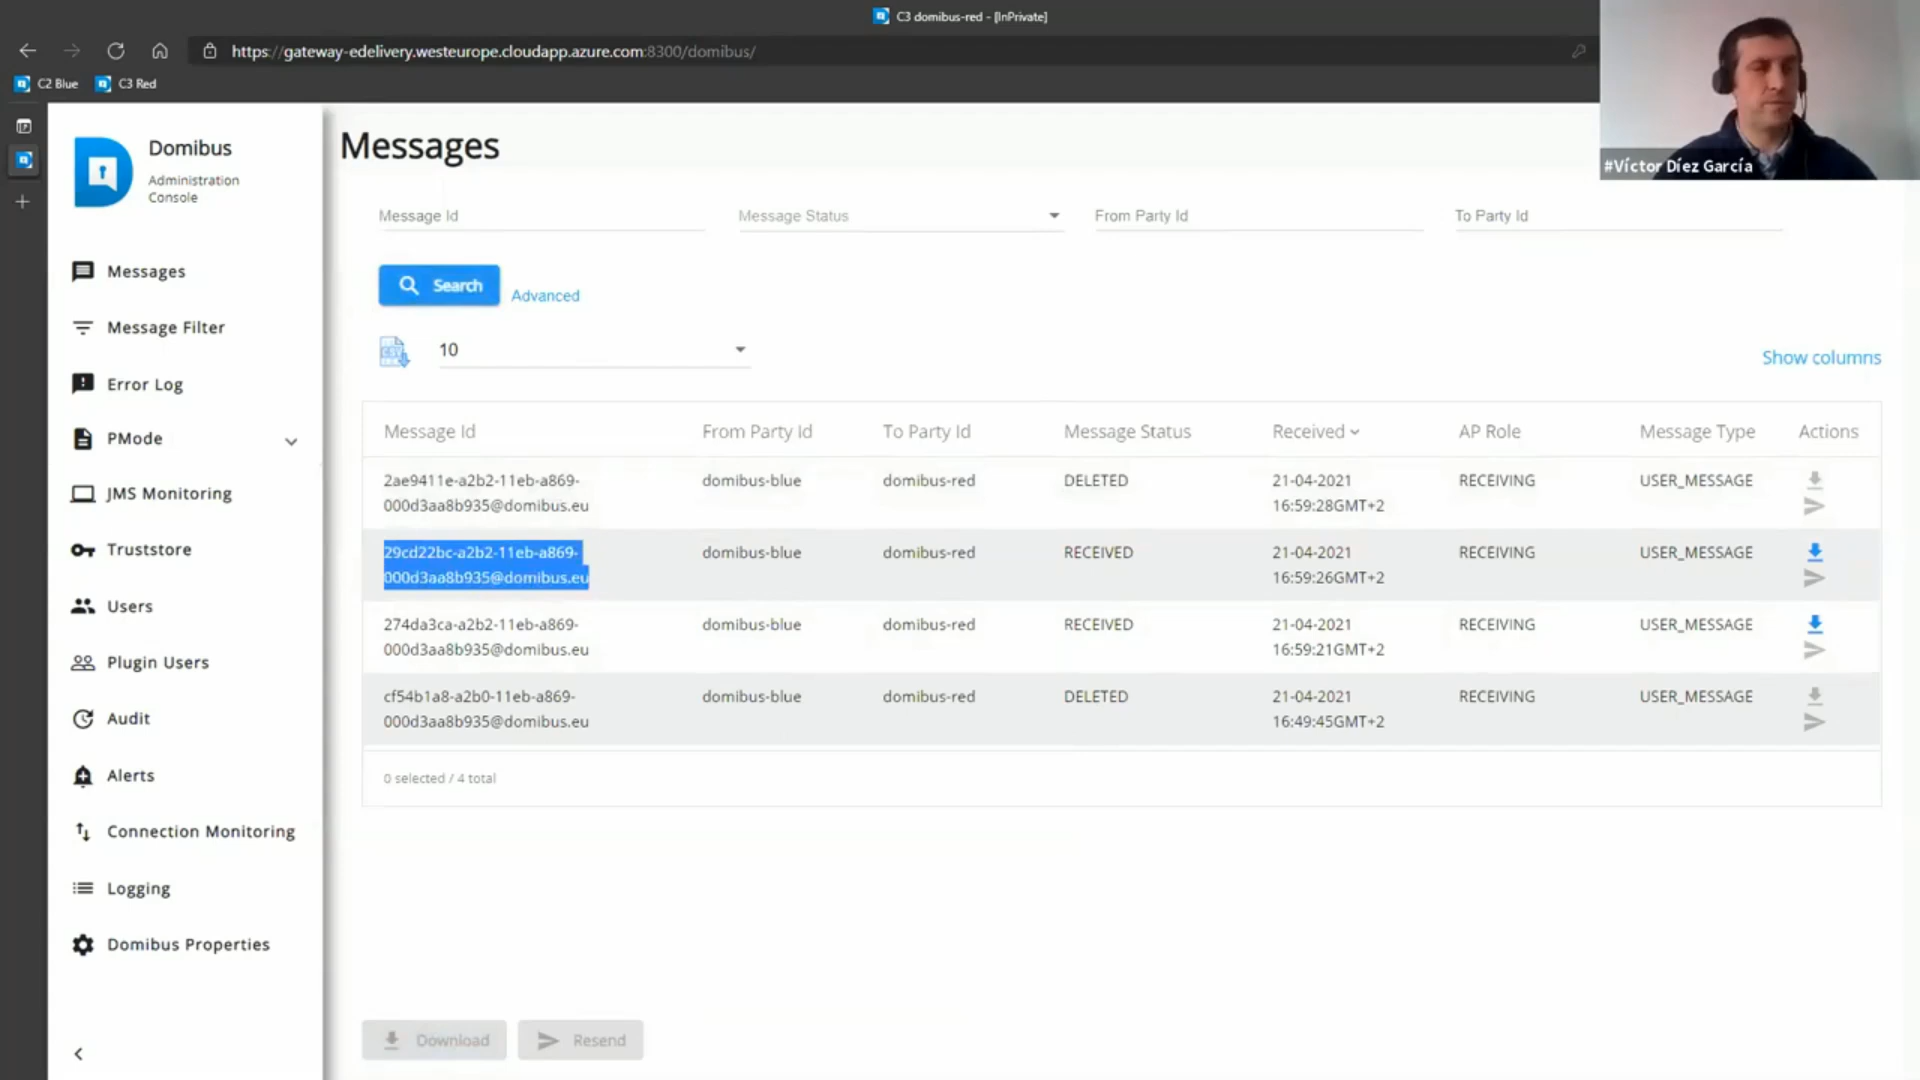 C3 domibus-red - [InPrivate]
https://gateway-edelivery.westeurope.cloudapp.azure.com:8300/domibus/
C2 Blue
C3 Red
#Víctor Díez García
Domibus
Administration
Console
Messages
Message Filter
Error Log
PMode
JMS Monitoring
Truststore
Users
Plugin Users
Audit
Alerts
Connection Monitoring
Logging
Domibus Properties
Messages
Message Id
Message Status
From Party Id
To Party Id
Search
Advanced
CSV
10
Show columns
Message Id From Party Id To Party Id Message Status Received AP Role Message Type Actions
2ae9411e-a2b2-11eb-a869- domibus-blue domibus-red DELETED 21-04-2021 RECEIVING USER_MESSAGE
000d3aa8b935@domibus.eu 16:59:28GMT+2
29cd22bc-a2b2-11eb-a869- domibus-blue domibus-red RECEIVED 21-04-2021 RECEIVING USER_MESSAGE
000d3aa8b935@domibus.eu 16:59:26GMT+2
274da3ca-a2b2-11eb-a869- domibus-blue domibus-red RECEIVED 21-04-2021 RECEIVING USER_MESSAGE
000d3aa8b935@domibus.eu 16:59:21GMT+2
cf54b1a8-a2b0-11eb-a869- domibus-blue domibus-red DELETED 21-04-2021 RECEIVING USER_MESSAGE
000d3aa8b935@domibus.eu 16:49:45GMT+2
0 selected / 4 total
Download
Resend